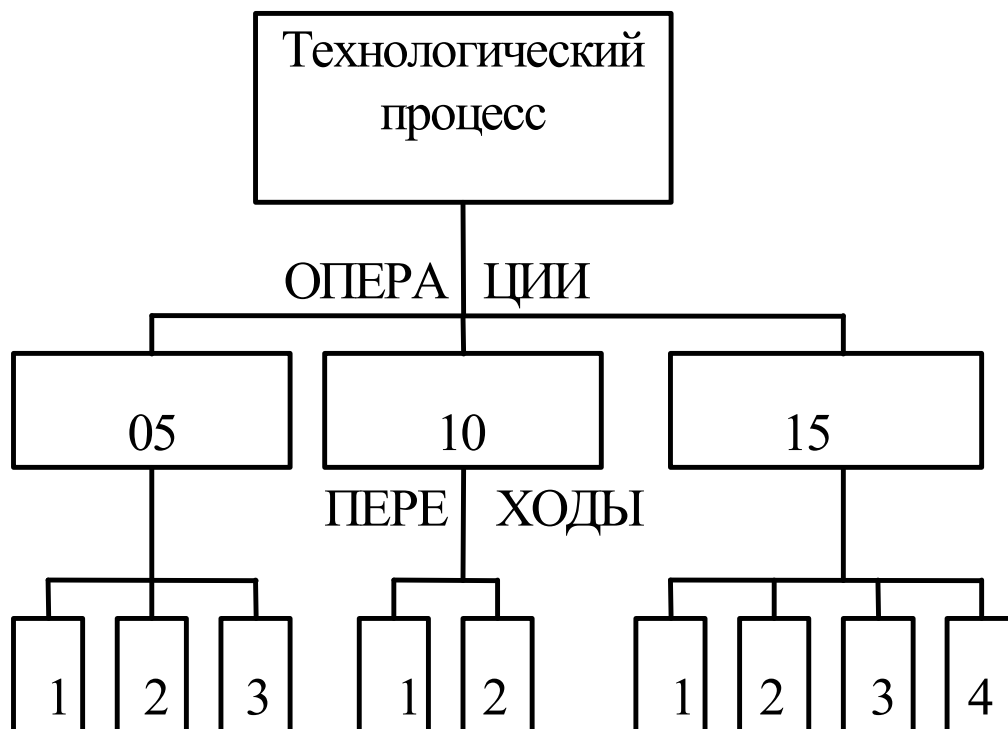 Технологический
процесс
ОПЕРА ЦИИ
05 10 15
ПЕРЕ ХОДЫ
1 2 3 1 2 1 2 3 4